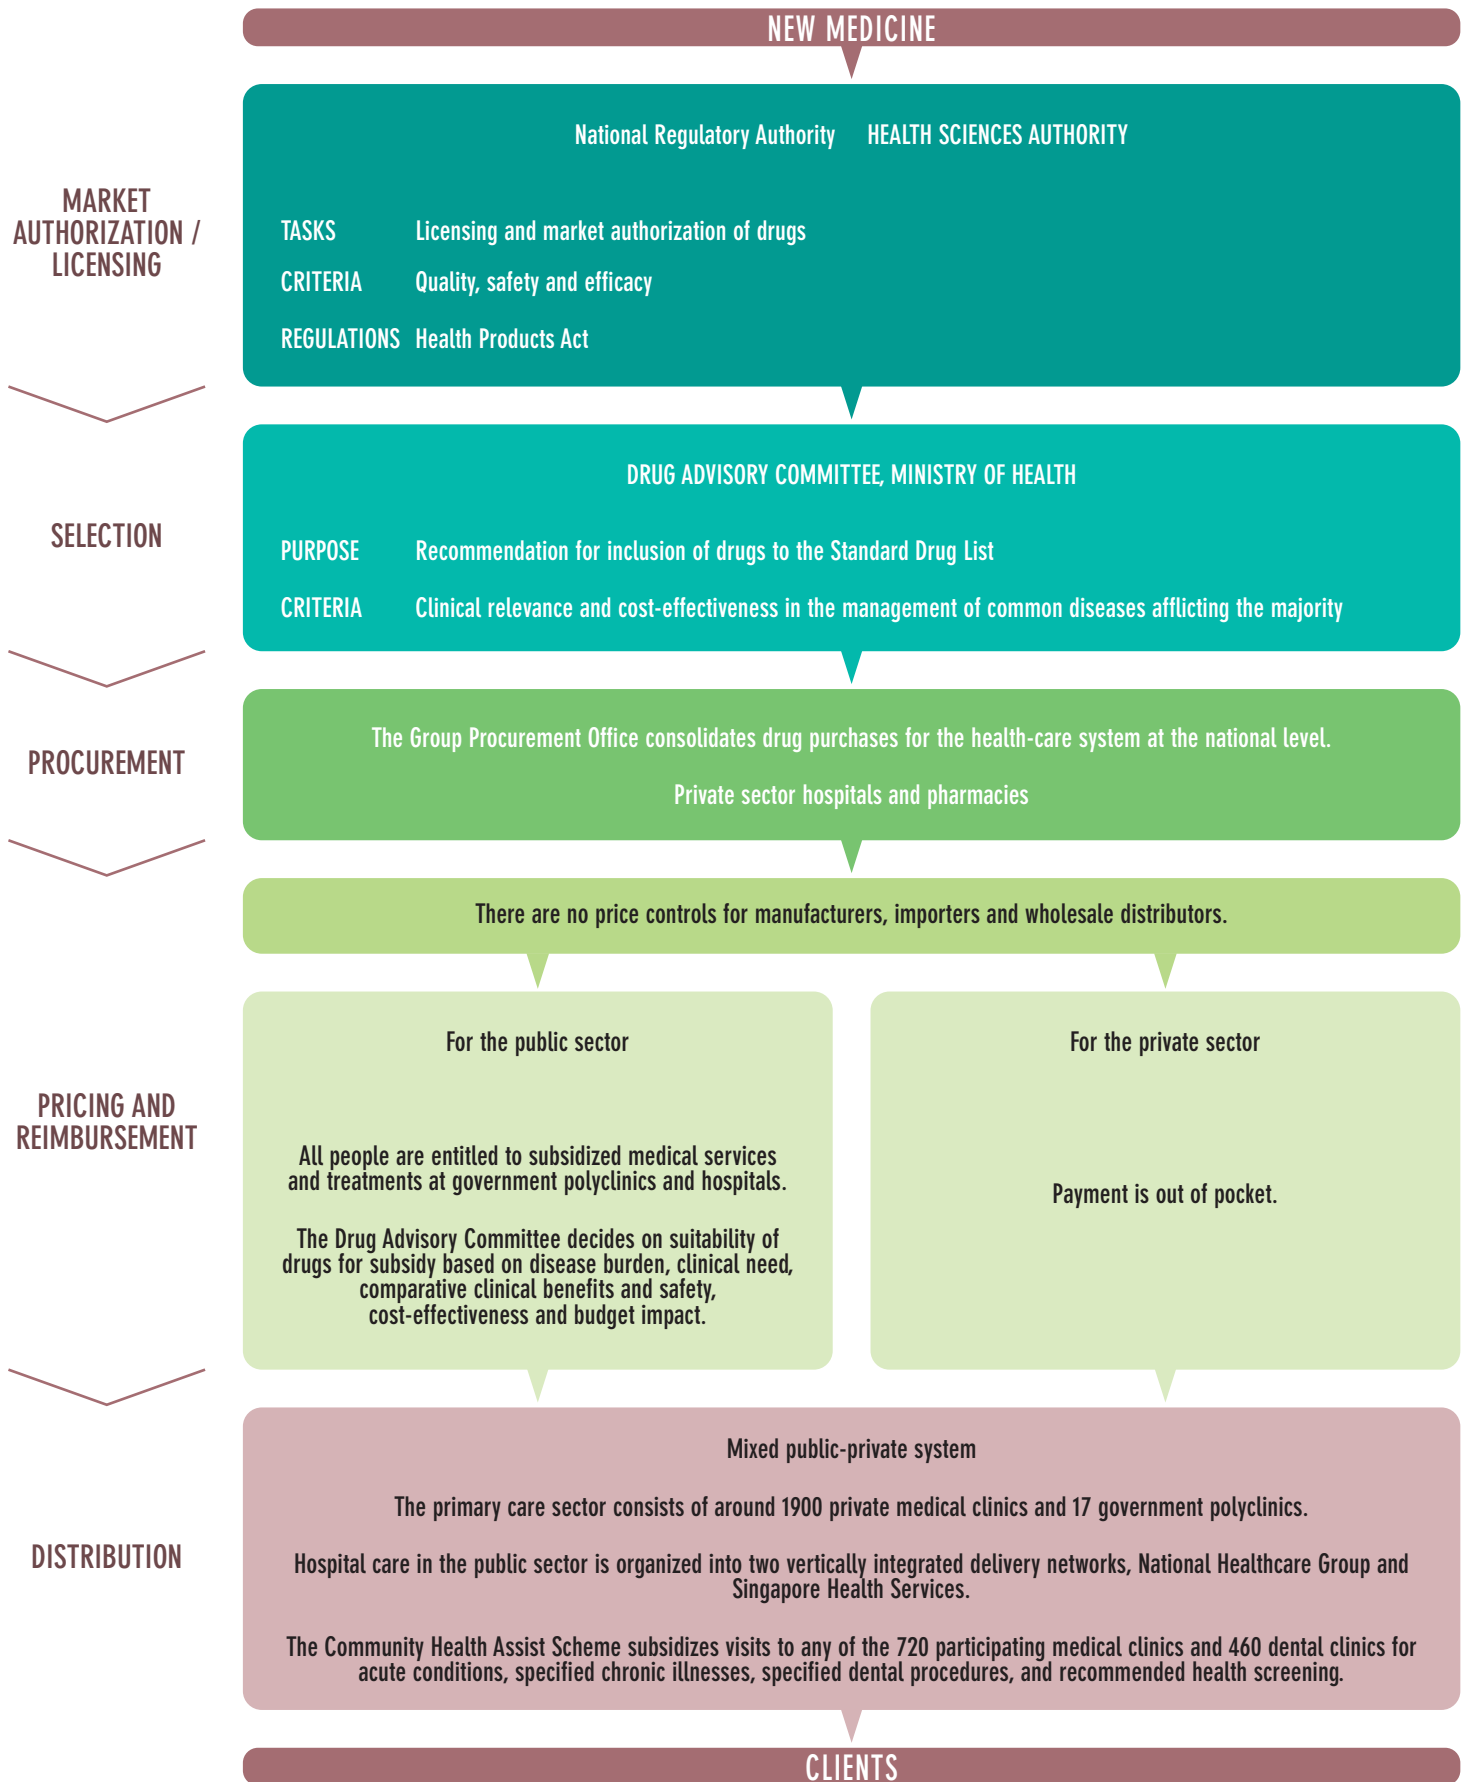 NEW MEDICINE
MARKET
AUTHORIZATION /
LICENSING
National Regulatory Authority HEALTH SCIENCES AUTHORITY
TASKS Licensing and market authorization of drugs
CRITERIA Quality, safety and efficacy
REGULATIONS Health Products Act
SELECTION
DRUG ADVISORY COMMITTEE, MINISTRY OF HEALTH
PURPOSE Recommendation for inclusion of drugs to the Standard Drug List
CRITERIA Clinical relevance and cost-effectiveness in the management of common diseases afflicting the majority
PROCUREMENT
The Group Procurement Office consolidates drug purchases for the health-care system at the national level.
Private sector hospitals and pharmacies
PRICING AND
REIMBURSEMENT
There are no price controls for manufacturers, importers and wholesale distributors.
For the public sector
All people are entitled to subsidized medical services
and treatments at government polyclinics and hospitals.
The Drug Advisory Committee decides on suitability of
drugs for subsidy based on disease burden, clinical need,
comparative clinical benefits and safety,
cost-effectiveness and budget impact.
For the private sector
Payment is out of pocket.
DISTRIBUTION
Mixed public-private system
The primary care sector consists of around 1900 private medical clinics and 17 government polyclinics.
Hospital care in the public sector is organized into two vertically integrated delivery networks, National Healthcare Group and
Singapore Health Services.
The Community Health Assist Scheme subsidizes visits to any of the 720 participating medical clinics and 460 dental clinics for
acute conditions, specified chronic illnesses, specified dental procedures, and recommended health screening.
CLIENTS